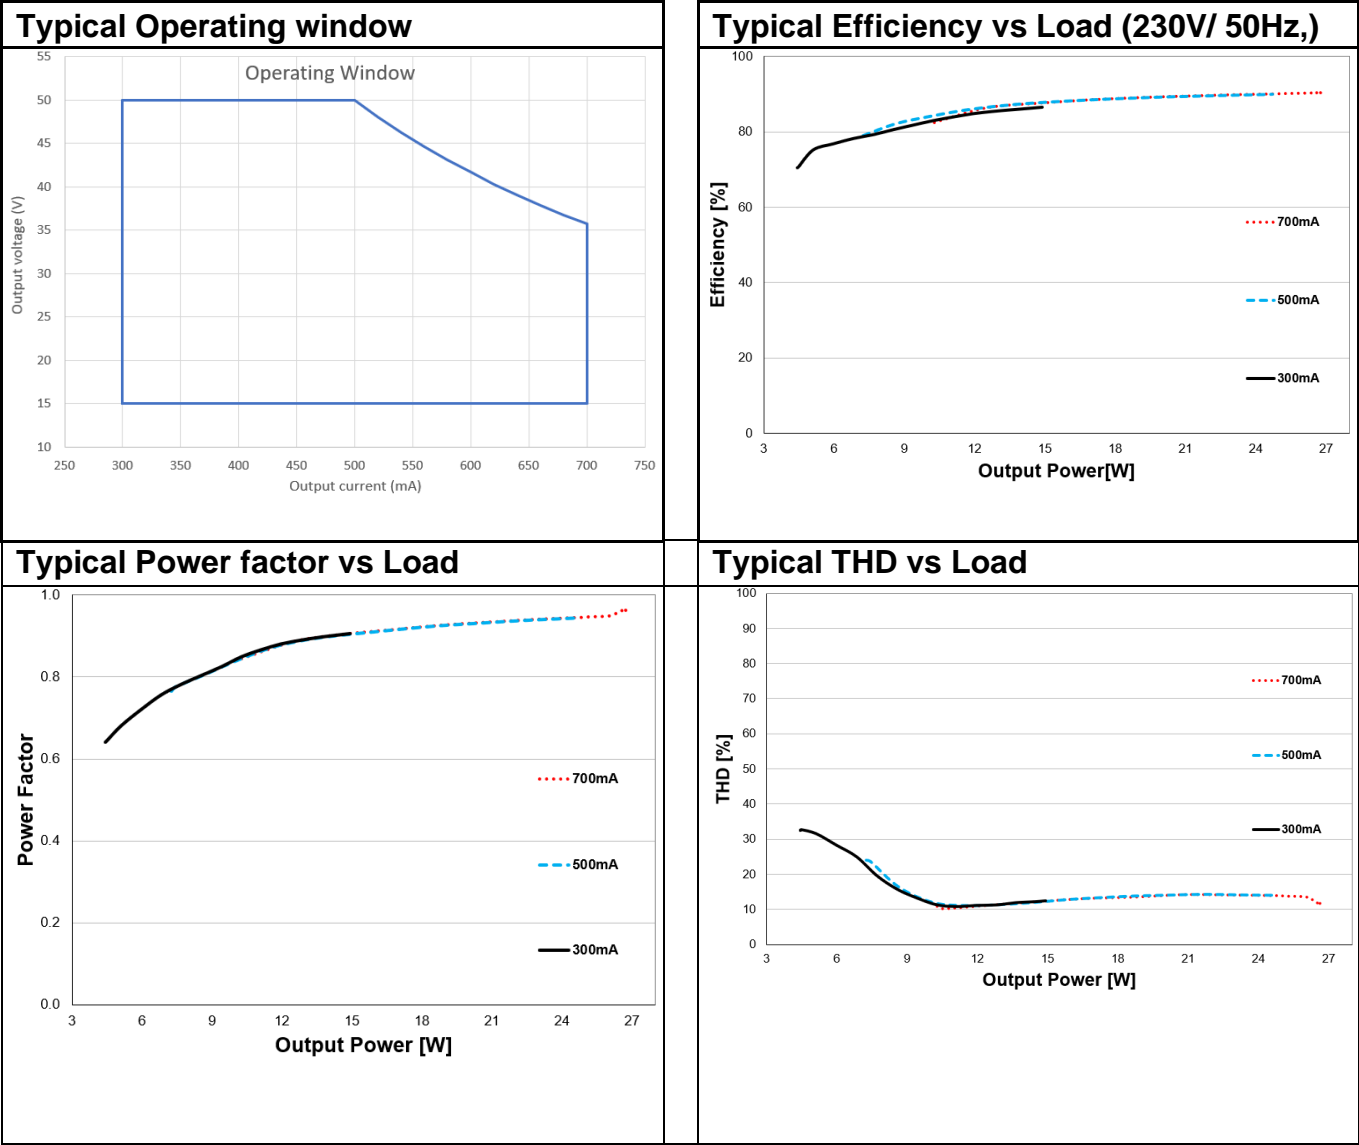 Typical Operating window
Operating Window
55
50
45
40
35
30
25
20
15
10
Output voltage (V)
250 300 350 400 450 500 550 600 650 700 750
Output current (mA)
Typical Efficiency vs Load (230V/ 50Hz,)
100
80
60
40
20
0
Efficiency [%]
700mA
500mA
300mA
3 6 9 12 15 18 21 24 27
Output Power[W]
Typical Power factor vs Load
1.0
0.8
0.6
0.4
0.2
0.0
Power Factor
700mA
500mA
300mA
3 6 9 12 15 18 21 24 27
Output Power [W]
Typical THD vs Load
100
90
80
70
60
50
40
30
20
10
0
THD [%]
700mA
500mA
300mA
3 6 9 12 15 18 21 24 27
Output Power [W]